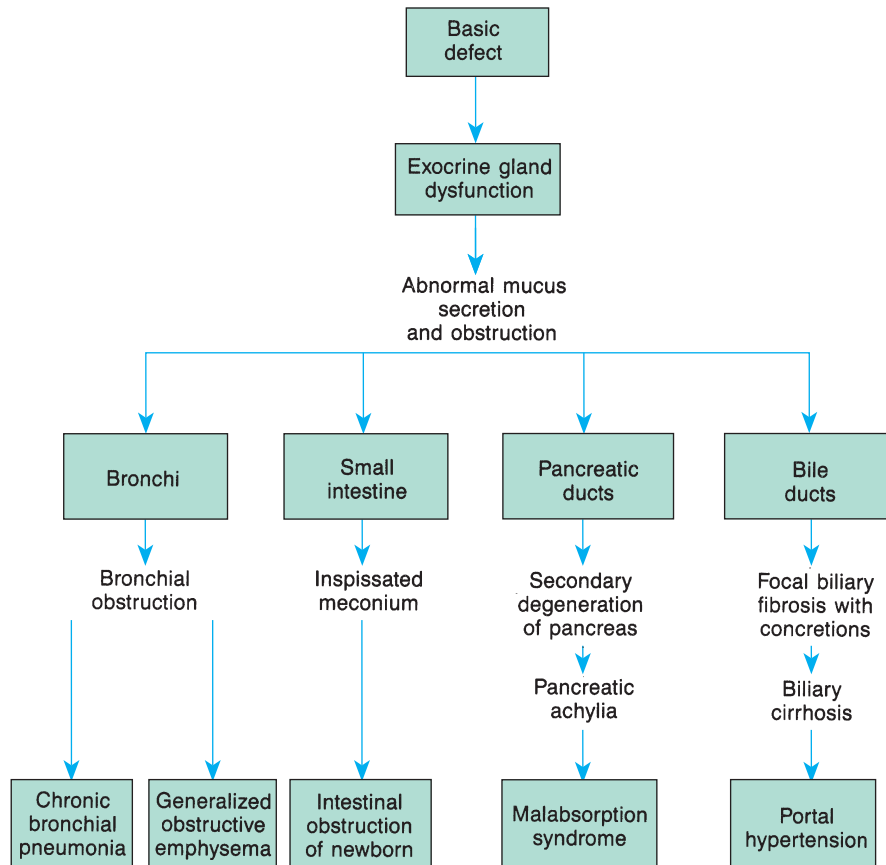 Basic
defect
Exocrine gland
dysfunction
Abnormal mucus
secretion
and obstruction
Bronchi
Small
intestine
Pancreatic
ducts
Bile
ducts
Bronchial
obstruction
Inspissated
meconium
Secondary
degeneration
of pancreas
Focal biliary
fibrosis with
concretions
Pancreatic
achylia
Biliary
cirrhosis
Chronic
bronchial
pneumonia
Generalized
obstructive
emphysema
Intestinal
obstruction
of newborn
Malabsorption
syndrome
Portal
hypertension